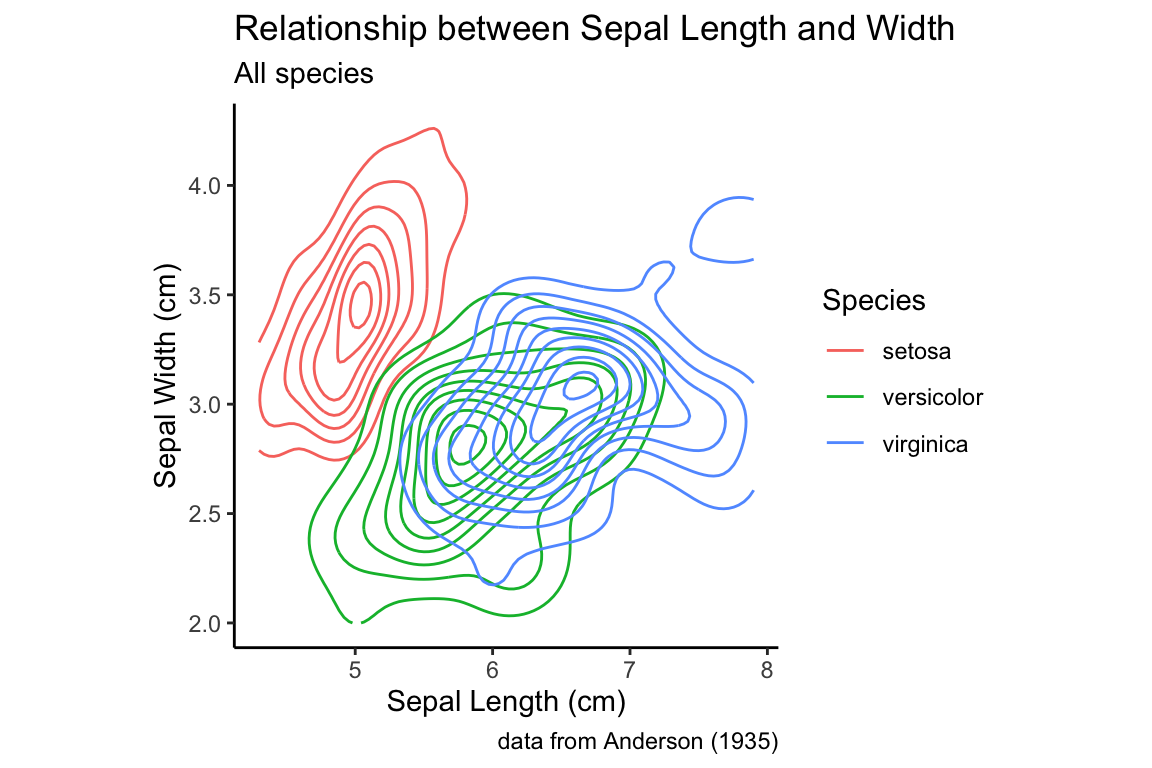 Relationship between Sepal Length and Width
All species
4.0
3.5
3.0
2.5
2.0
Sepal Width (cm)
5 6 7 8
Sepal Length (cm)
data from Anderson (1935)
Species
setosa
versicolor
virginica